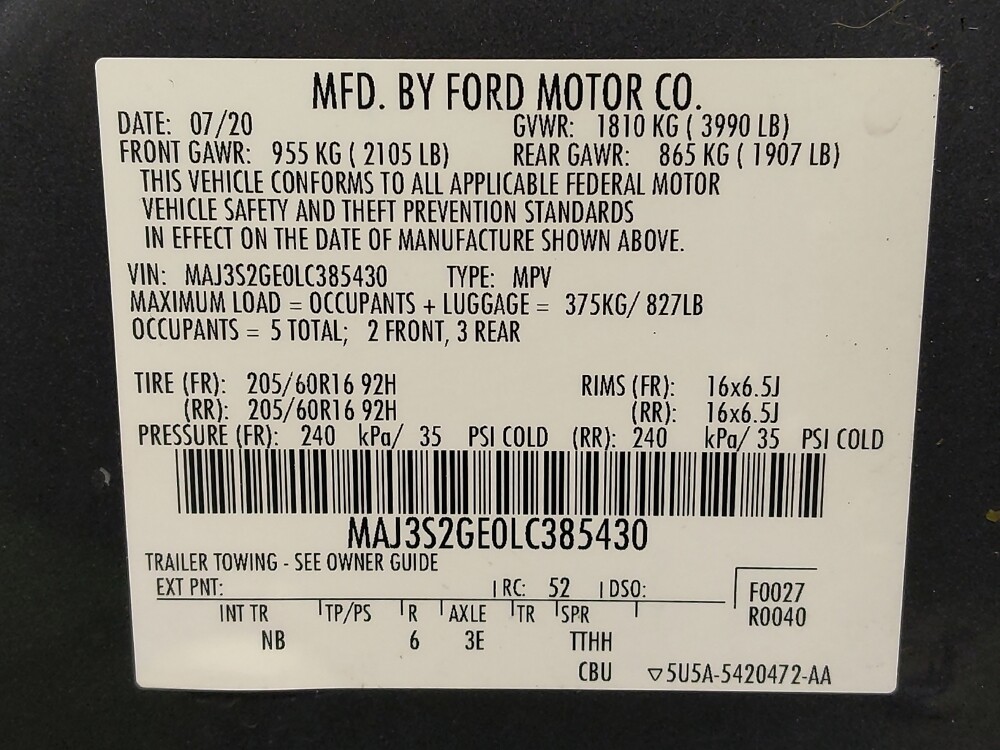 MFD. BY FORD MOTOR CO.
DATE: 07/20 GVWR: 1810 KG ( 3990 LB)
FRONT GAWR: 955 KG ( 2105 LB) REAR GAWR: 865 KG ( 1907 LB)
THIS VEHICLE CONFORMS TO ALL APPLICABLE FEDERAL MOTOR
VEHICLE SAFETY AND THEFT PREVENTION STANDARDS
IN EFFECT ON THE DATE OF MANUFACTURE SHOWN ABOVE.
VIN: MAJ3S2GE0LC385430 TYPE: MPV
MAXIMUM LOAD = OCCUPANTS + LUGGAGE = 375KG/ 827LB
OCCUPANTS = 5 TOTAL; 2 FRONT, 3 REAR
TIRE (FR): 205/60R16 92H RIMS (FR): 16x6.5J
(RR): 205/60R16 92H (RR): 16x6.5J
PRESSURE (FR): 240 kPa/ 35 PSI COLD (RR): 240 kPa/ 35 PSI COLD
MAJ3S2GE0LC385430
TRAILER TOWING - SEE OWNER GUIDE
EXT PNT: RC: 52 DSO: F0027
INT TR TP/PS R AXLE TR SPR R0040
NB 6 3E TTHH
CBU ▽5U5A-5420472-AA